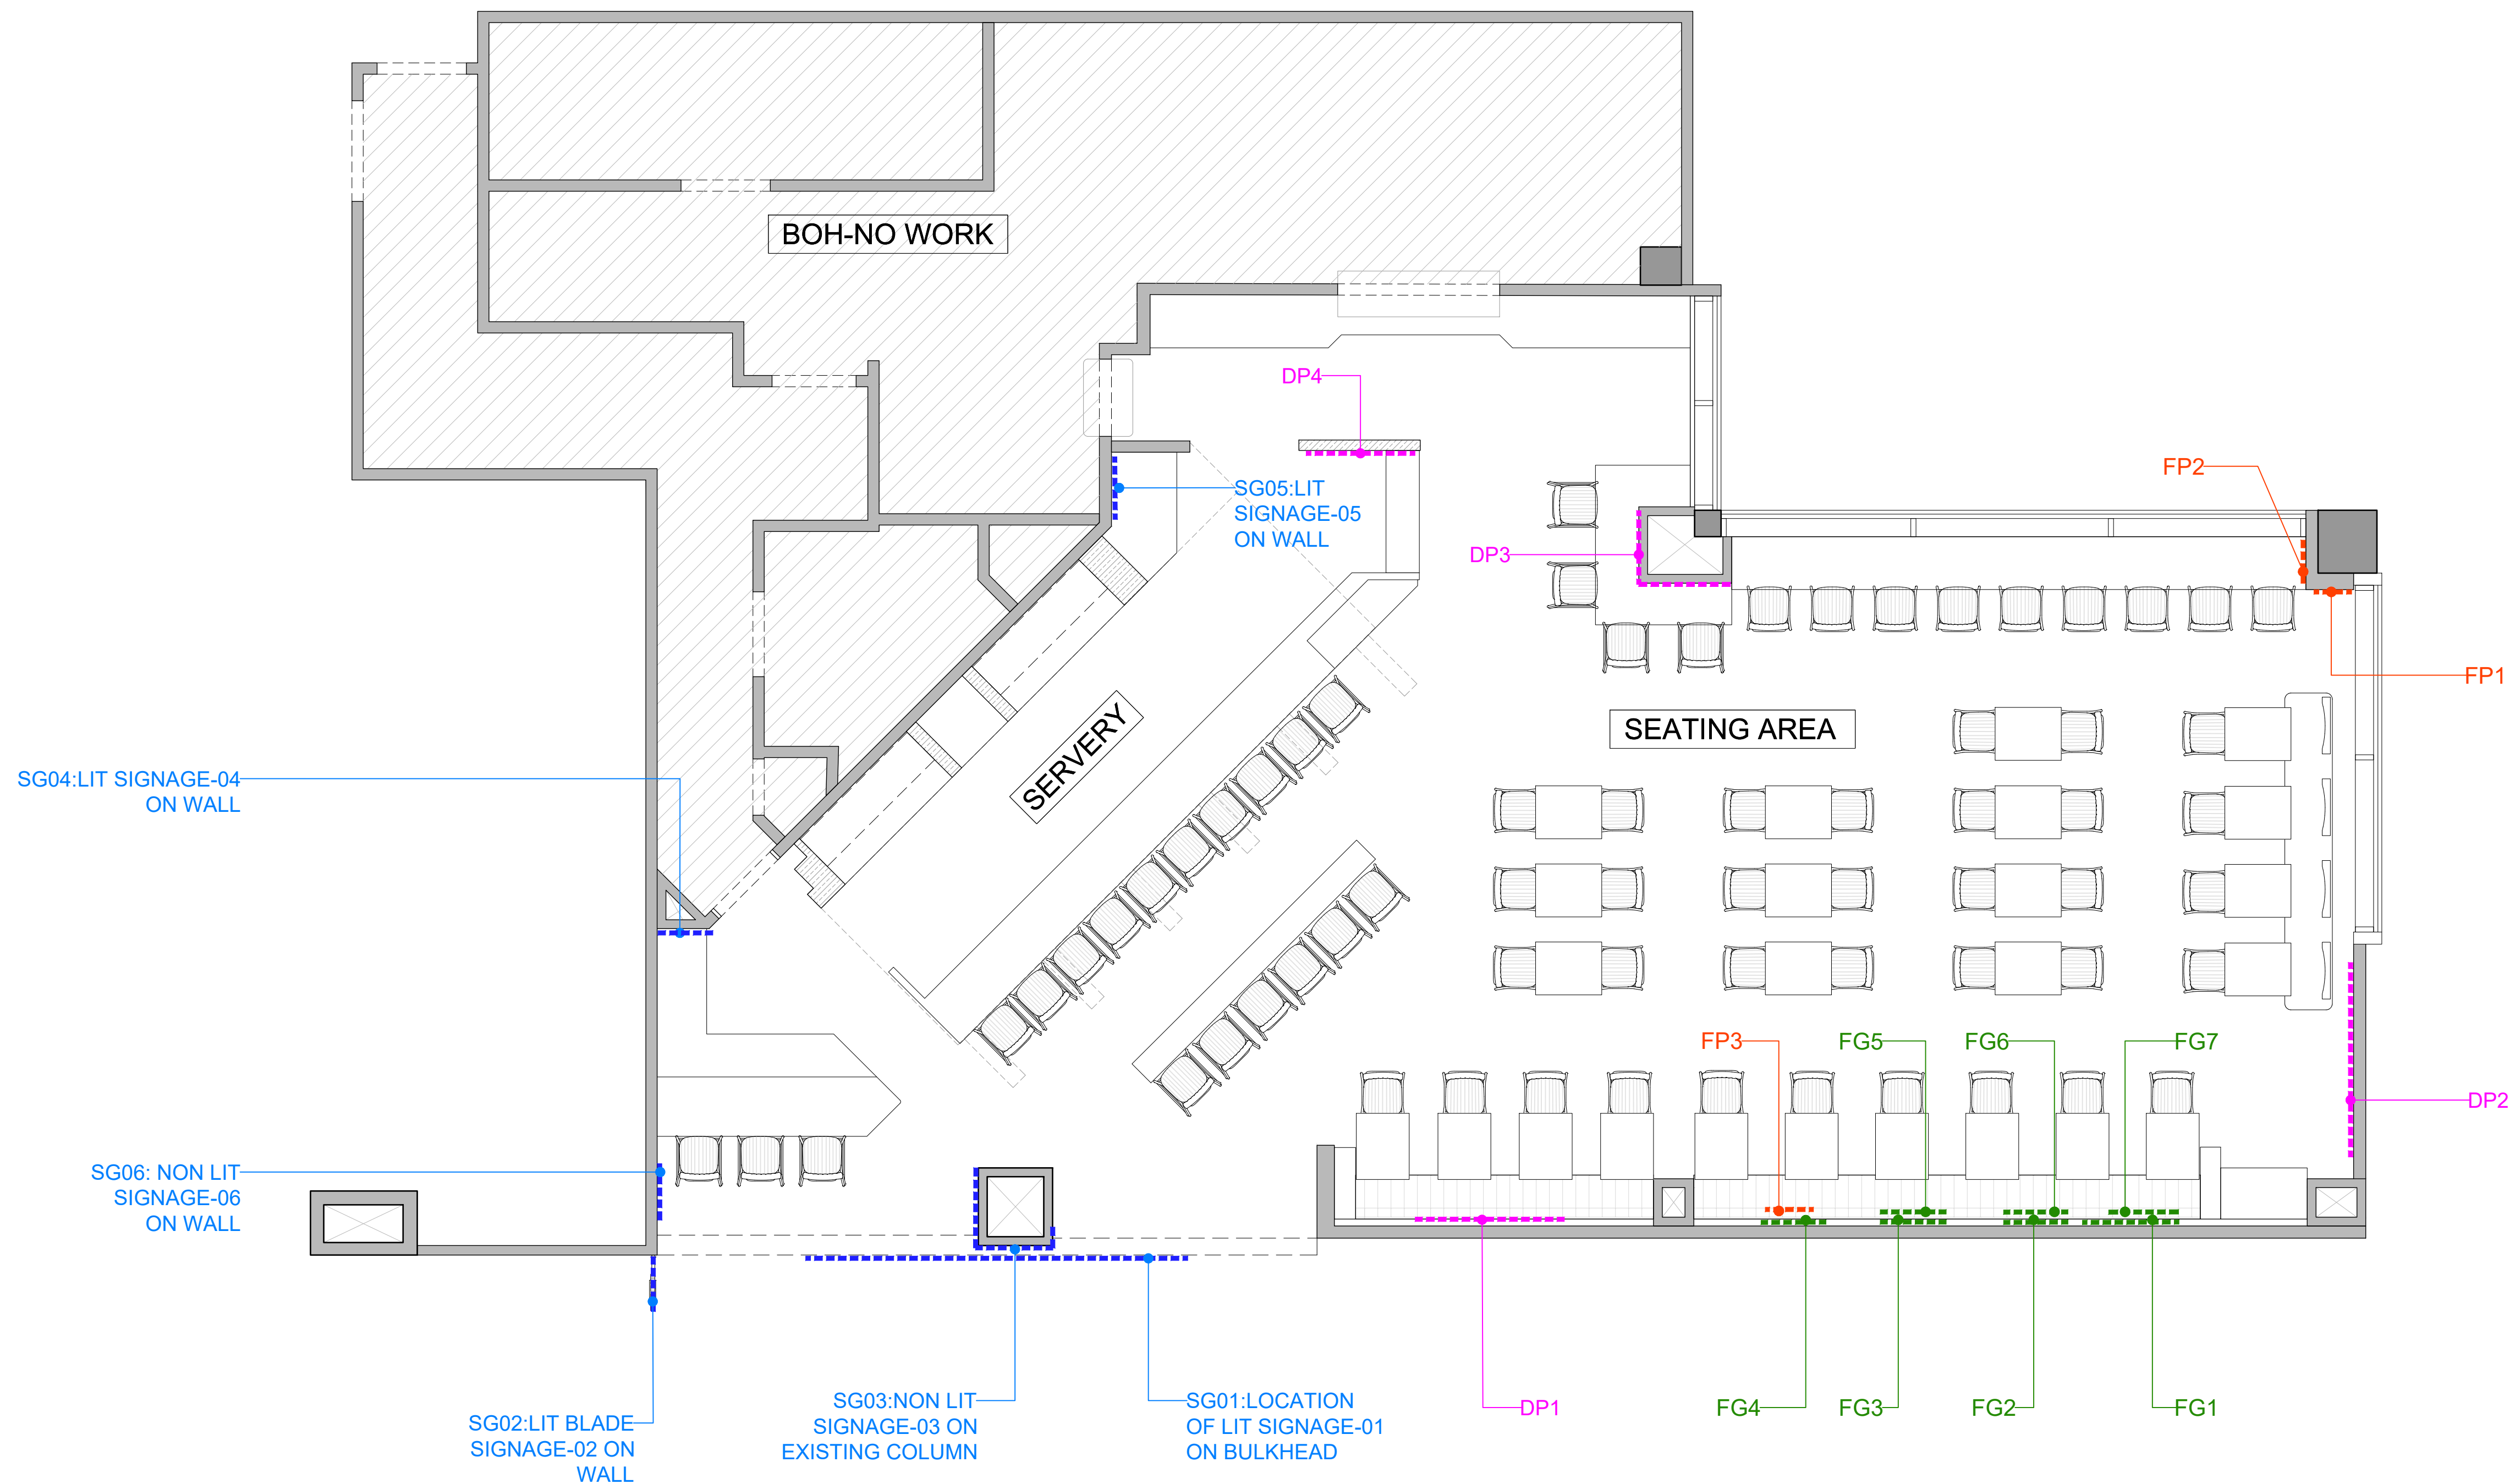 BOH-NO WORK
DP4
FP2
SG05:LIT
SIGNAGE-05
ON WALL
DP3
FP1
SERVERY
SEATING AREA
SG04:LIT SIGNAGE-04
ON WALL
FP3
FG5
FG6
FG7
DP2
SG06: NON LIT
SIGNAGE-06
ON WALL
SG02:LIT BLADE
SIGNAGE-02 ON
WALL
SG03:NON LIT
SIGNAGE-03 ON
EXISTING COLUMN
SG01:LOCATION
OF LIT SIGNAGE-01
ON BULKHEAD
DP1
FG4
FG3
FG2
FG1